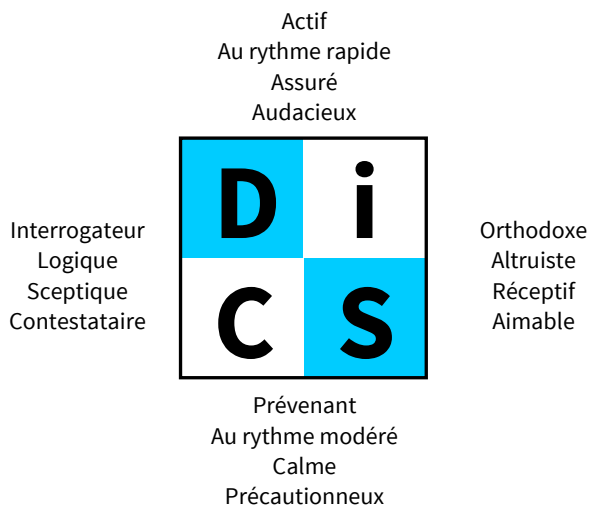 Actif
Au rythme rapide
Assuré
Audacieux
D i
Interrogateur
Logique
Sceptique
Contestataire
Orthodoxe
Altruiste
Réceptif
Aimable
C S
Prévenant
Au rythme modéré
Calme
Précautionneux